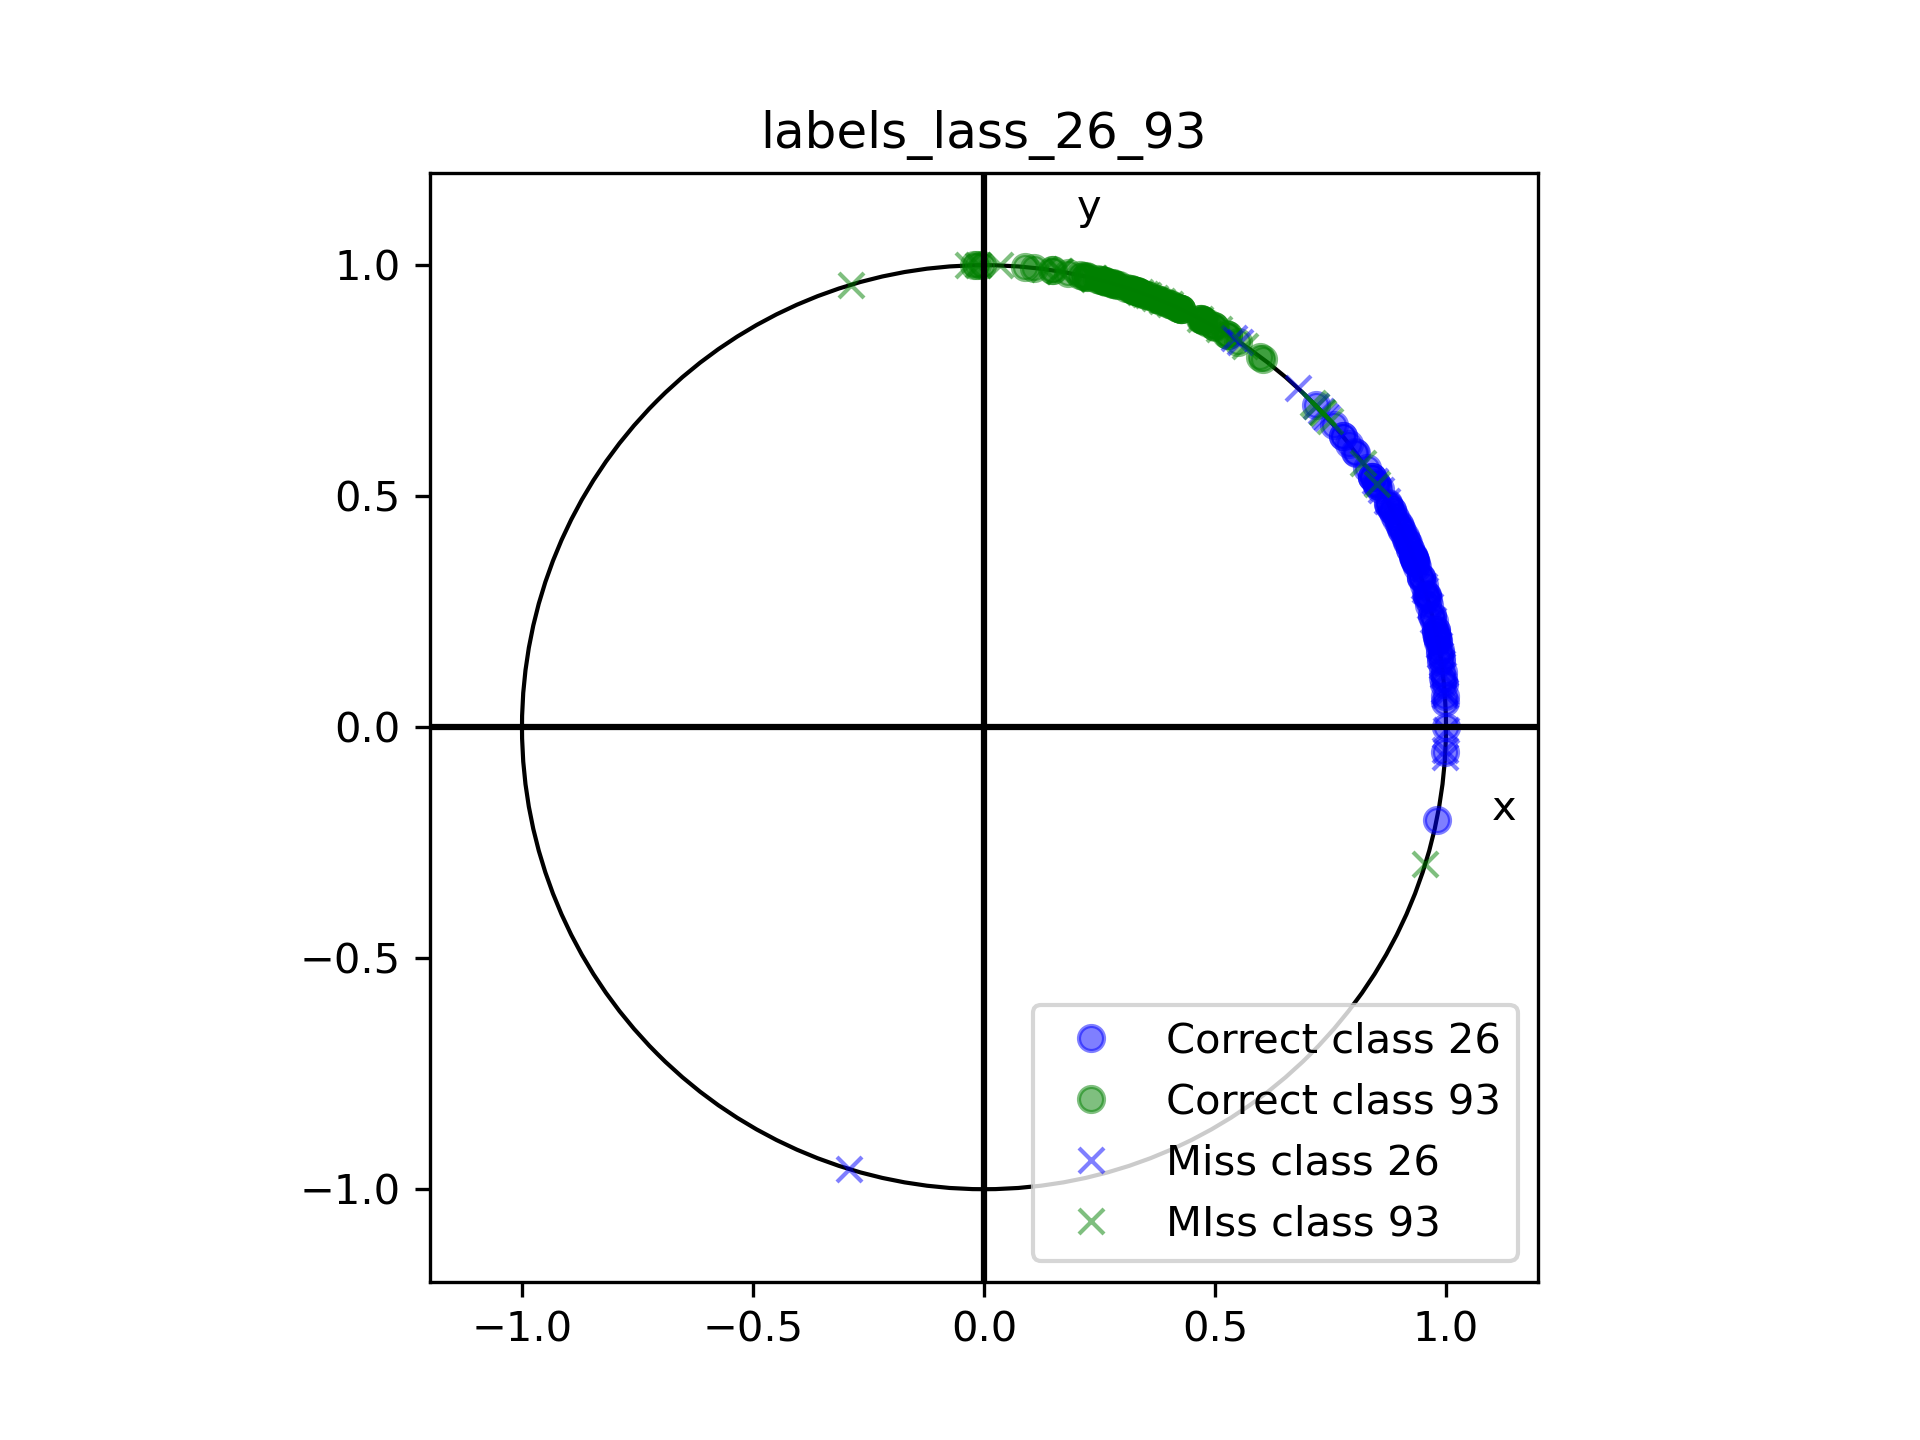 labels_lass_26_93
y
1.0
0.5
0.0
−0.5
−1.0
x
Correct class 26
Correct class 93
Miss class 26
MIss class 93
−1.0 −0.5 0.0 0.5 1.0